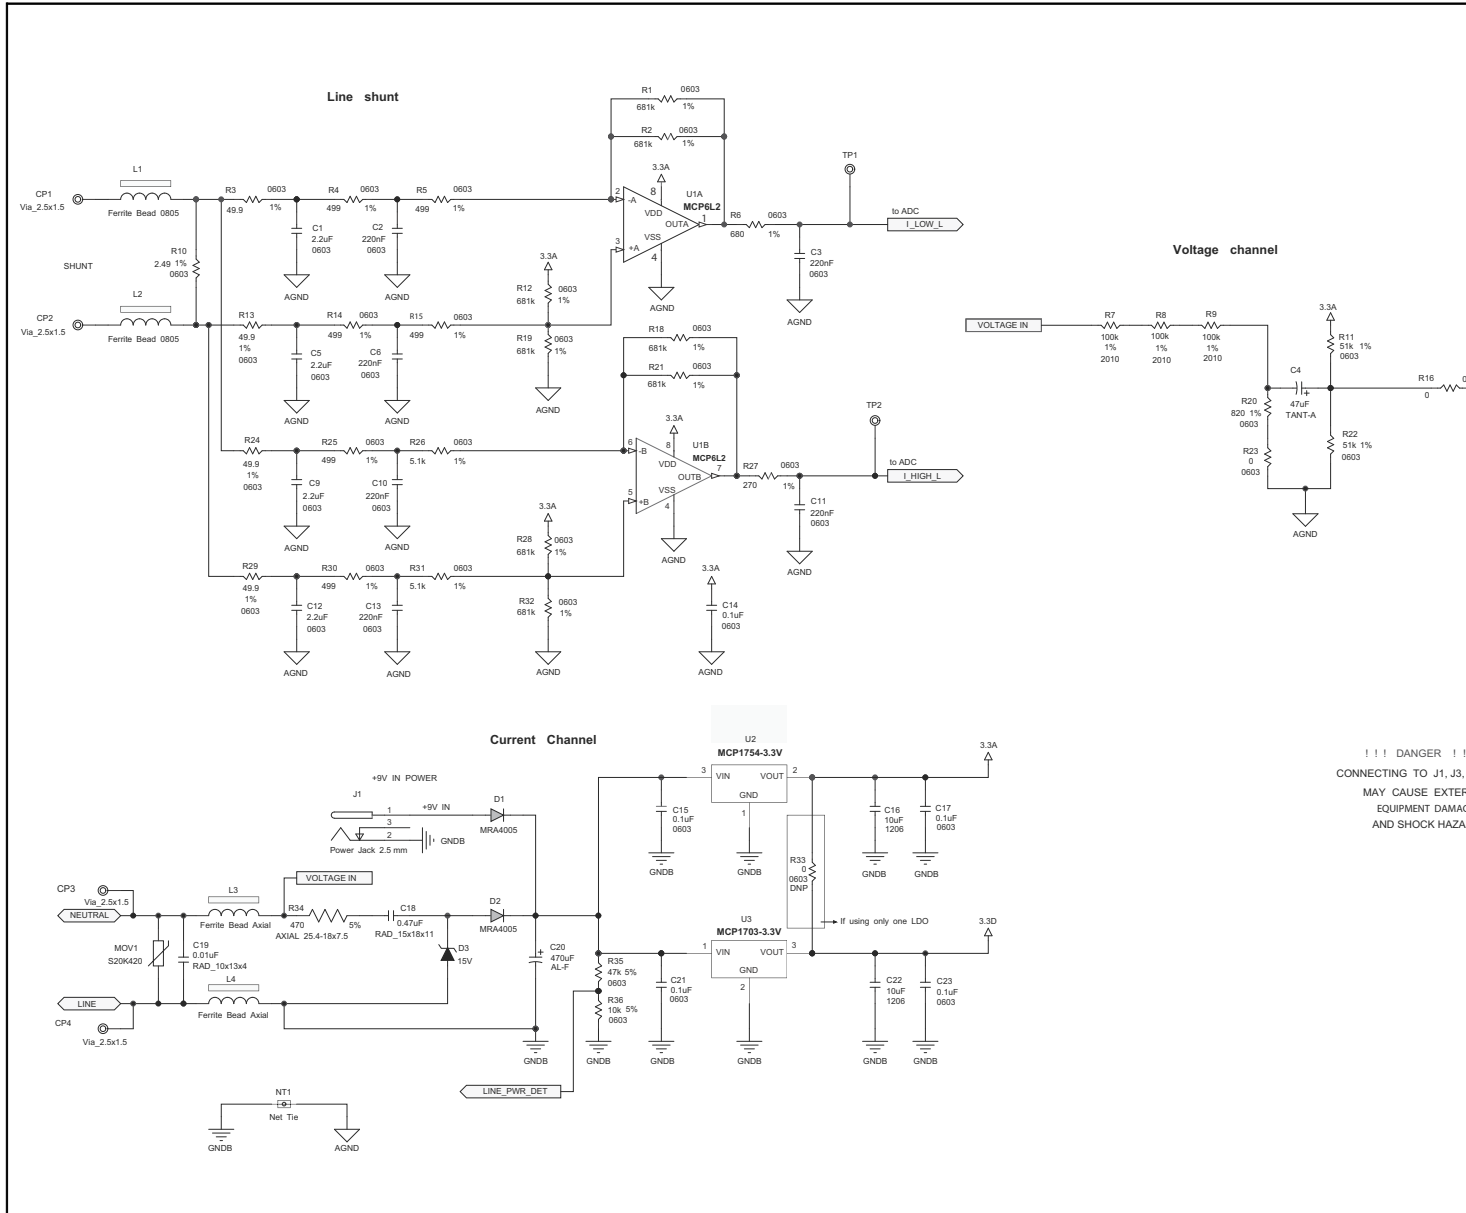 Line shunt
R1 0603
681k 1%
R2 0603
681k 1%
3.3A
8
2
-A
VDD
U1A
MCP6L2
OUTA
1
VSS
3
+A
4
AGND
L1
CP1
Via_2.5x1.5
Ferrite Bead 0805
R3 0603
49.9 1%
R4 0603
499 1%
R5 0603
499 1%
C1
2.2uF
0603
AGND
C2
220nF
0603
AGND
R10
2.49 1%
0603
SHUNT
L2
CP2
Via_2.5x1.5
Ferrite Bead 0805
R13
49.9
1%
0603
R14 0603
499 1%
R15 0603
499 1%
C5
2.2uF
0603
AGND
C6
220nF
0603
AGND
3.3A
R12 0603
681k 1%
R19 0603
681k 1%
AGND
R6 0603
680 1%
TP1
to ADC
I_LOW_L
C3
220nF
0603
AGND
R18 0603
681k 1%
R21 0603
681k 1%
3.3A
6
-B
8
VDD
U1B
MCP6L2
7
OUTB
VSS
5
+B
4
AGND
R24
49.9
1%
0603
R25 0603
499 1%
R26 0603
5.1k 1%
C9
2.2uF
0603
AGND
C10
220nF
0603
AGND
R29
49.9
1%
0603
R30 0603
499 1%
R31 0603
5.1k 1%
C12
2.2uF
0603
AGND
C13
220nF
0603
AGND
3.3A
R28 0603
681k 1%
R32 0603
681k 1%
AGND
R27 0603
270 1%
TP2
to ADC
I_HIGH_L
C11
220nF
0603
AGND
3.3A
C14
0.1uF
0603
AGND
Voltage channel
VOLTAGE IN
R7
100k
1%
2010
R8
100k
1%
2010
R9
100k
1%
2010
3.3A
R11
51k 1%
0603
C4
47uF
TANT-A
R16 0
0
R20
820 1%
0603
R23
0
0603
R22
51k 1%
0603
AGND
Current Channel
+9V IN POWER
J1
1 +9V IN
3
2
GNDB
Power Jack 2.5 mm
D1
MRA4005
VOLTAGE IN
CP3
Via_2.5x1.5
NEUTRAL
L3
Ferrite Bead Axial
R34
470 5%
AXIAL 25.4-18x7.5
C18
0.47uF
RAD_15x18x11
D2
MRA4005
MOV1
S20K420
C19
0.01uF
RAD_10x13x4
D3
15V
C20
470uF
AL-F
LINE
L4
Ferrite Bead Axial
CP4
Via_2.5x1.5
GNDB
R35
47k 5%
0603
R36
10k 5%
0603
GNDB
LINE_PWR_DET
NT1
Net Tie
GNDB
AGND
U2
MCP1754-3.3V
3 VIN VOUT 2
GND
1
GNDB
C15
0.1uF
0603
GNDB
C16
10uF
1206
GNDB
C17
0.1uF
0603
GNDB
3.3A
R33
0
0603
DNP
If using only one LDO
U3
MCP1703-3.3V
1 VIN VOUT 3
GND
2
GNDB
C21
0.1uF
0603
GNDB
C22
10uF
1206
GNDB
C23
0.1uF
0603
GNDB
3.3D
! ! ! DANGER ! !
CONNECTING TO J1, J3,
MAY CAUSE EXTER
EQUIPMENT DAMAG
AND SHOCK HAZA